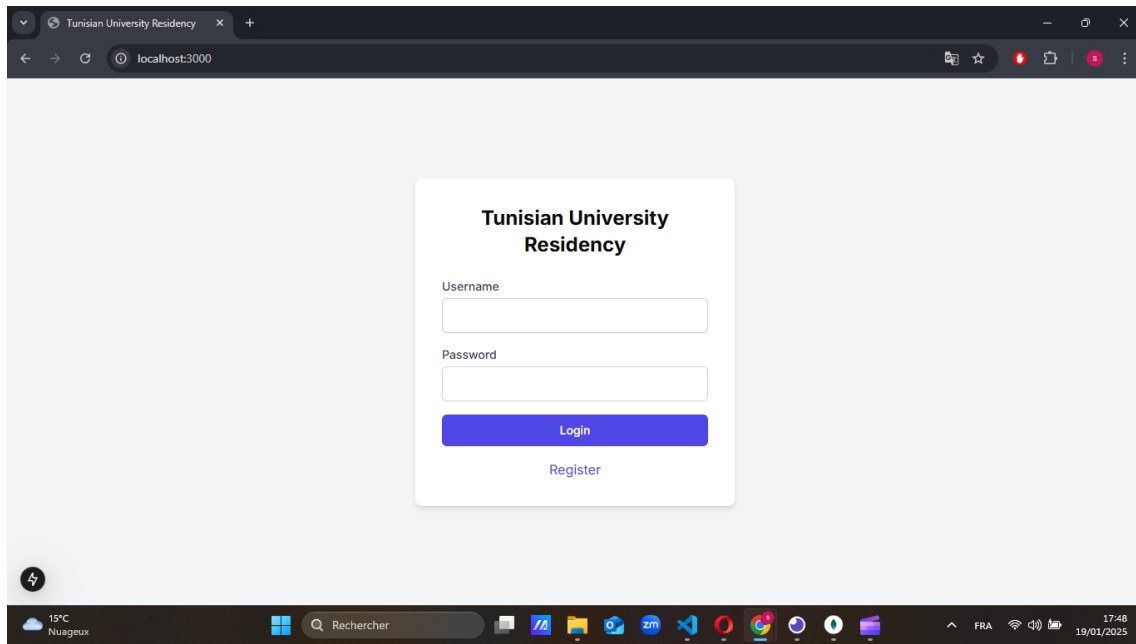 Tunisian University Residency
localhost:3000
Tunisian University
Residency
Username
Password
Login
Register
15°C
Nuageux
Rechercher
zm
FRA
17:48
19/01/2025